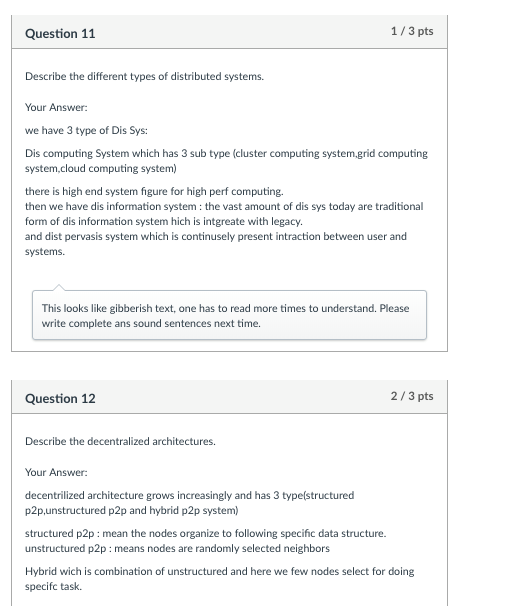 Question 11
1 / 3 pts
Describe the different types of distributed systems.
Your Answer:
we have 3 type of Dis Sys:
Dis computing System which has 3 sub type (cluster computing system,grid computing
system,cloud computing system)
there is high end system figure for high perf computing.
then we have dis information system : the vast amount of dis sys today are traditional
form of dis information system hich is intgreate with legacy.
and dist pervasis system which is continusely present intraction between user and
systems.
This looks like gibberish text, one has to read more times to understand. Please
write complete ans sound sentences next time.
Question 12
2 / 3 pts
Describe the decentralized architectures.
Your Answer:
decentrilized architecture grows increasingly and has 3 type(structured
p2p,unstructured p2p and hybrid p2p system)
structured p2p : mean the nodes organize to following specific data structure.
unstructured p2p : means nodes are randomly selected neighbors
Hybrid wich is combination of unstructured and here we few nodes select for doing
specifc task.